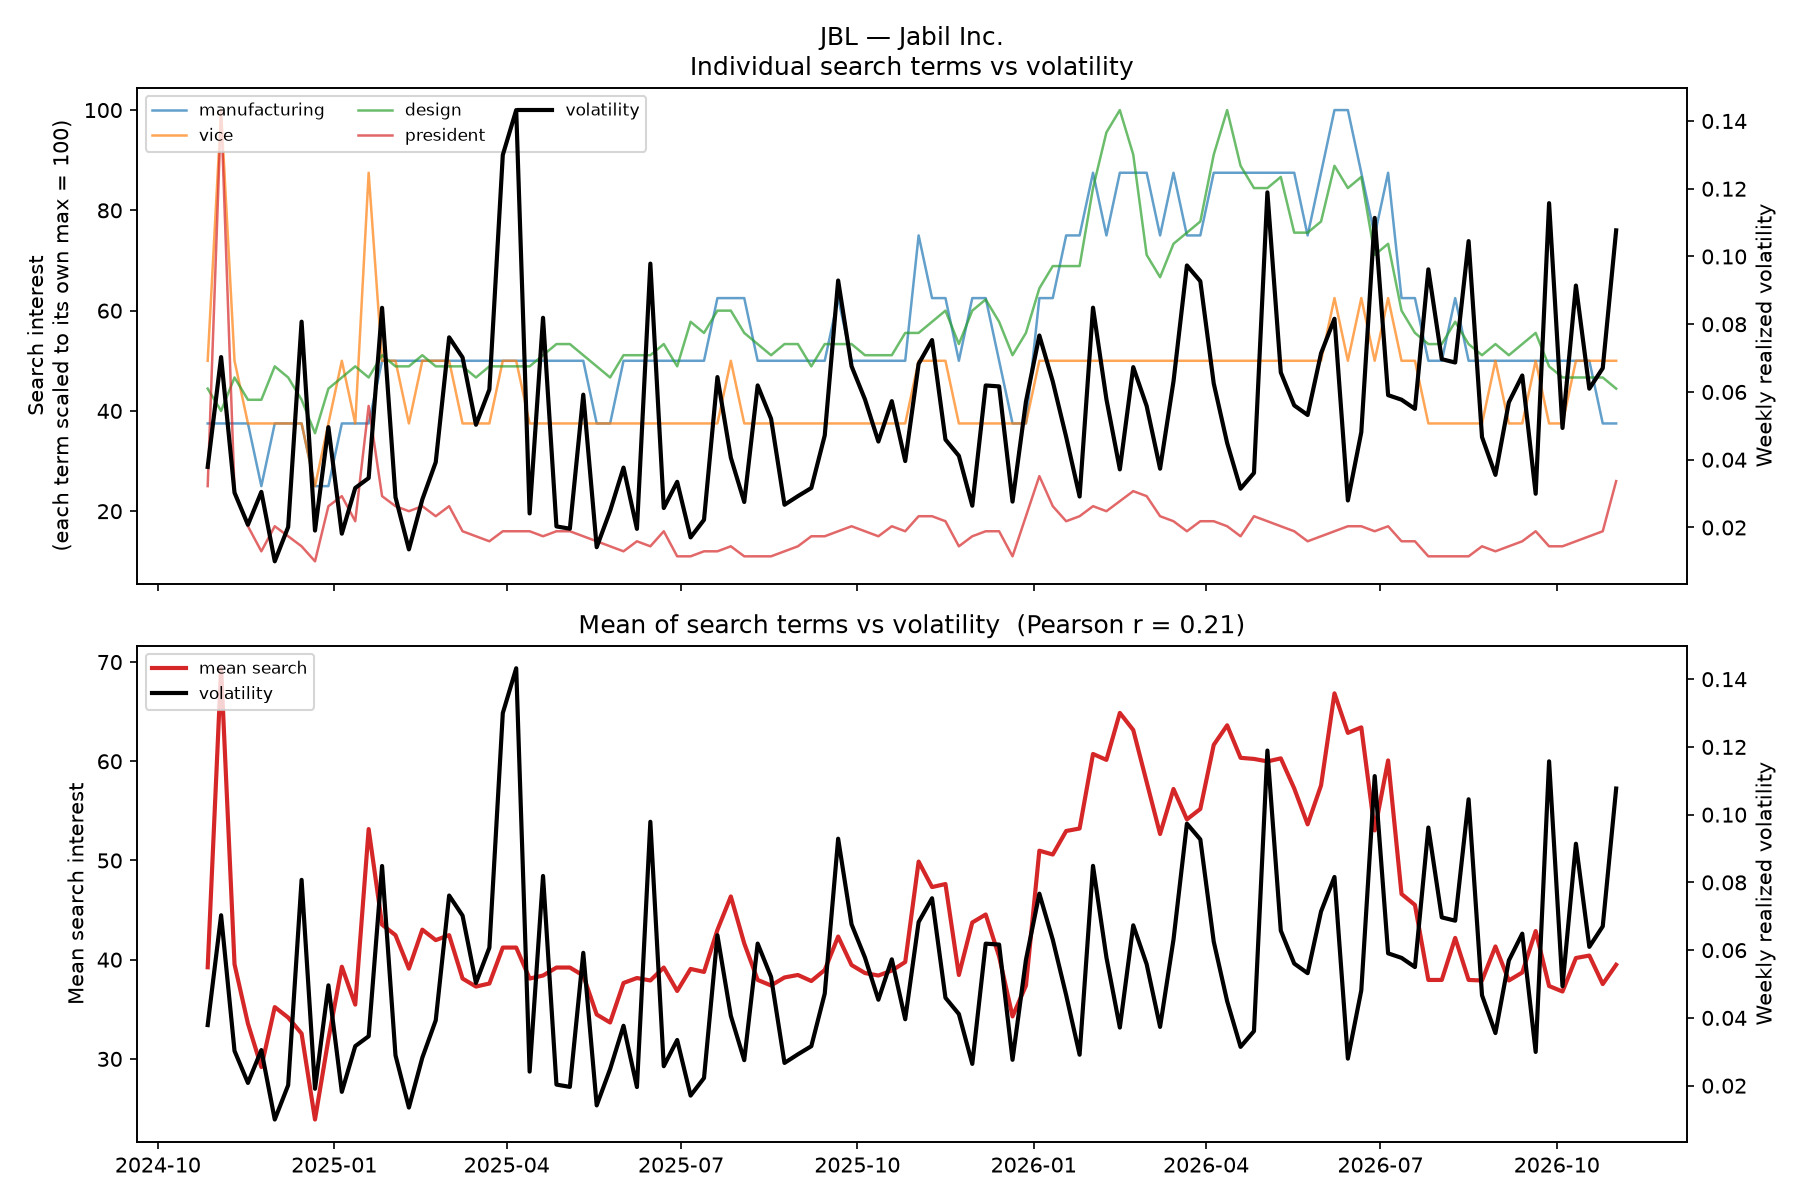 JBL — Jabil Inc.
Individual search terms vs volatility
manufacturing
vice
design
president
volatility
Search interest
(each term scaled to its own max = 100)
100
80
60
40
20
Weekly realized volatility
0.14
0.12
0.10
0.08
0.06
0.04
0.02
Mean of search terms vs volatility (Pearson r = 0.21)
mean search
volatility
Mean search interest
70
60
50
40
30
Weekly realized volatility
0.14
0.12
0.10
0.08
0.06
0.04
0.02
2024-10
2025-01
2025-04
2025-07
2025-10
2026-01
2026-04
2026-07
2026-10